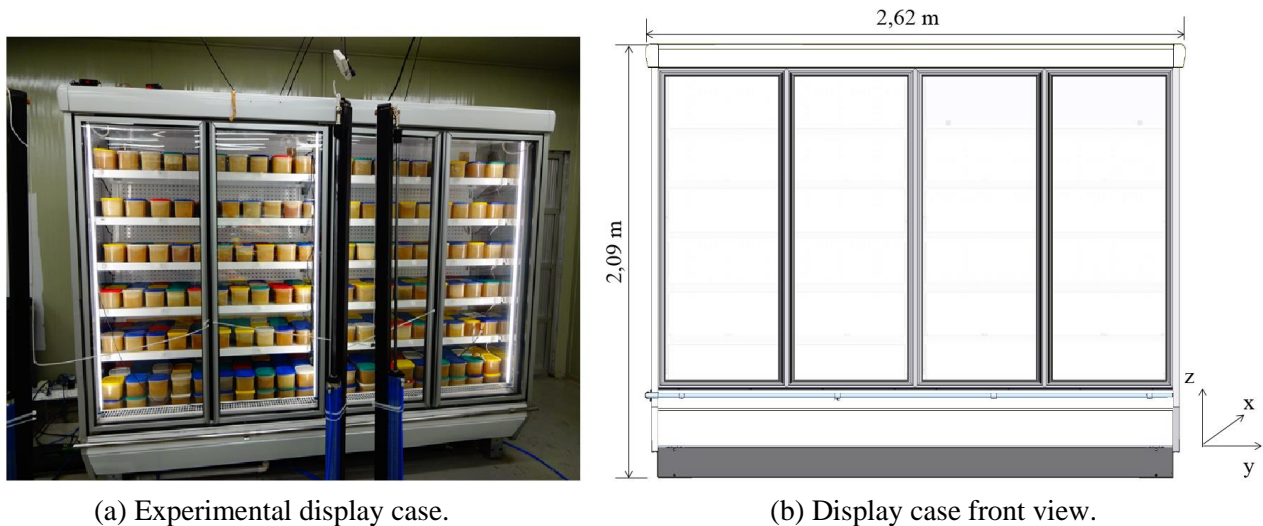 2,62 m
2,09 m
z
x
y
(a) Experimental display case.
(b) Display case front view.